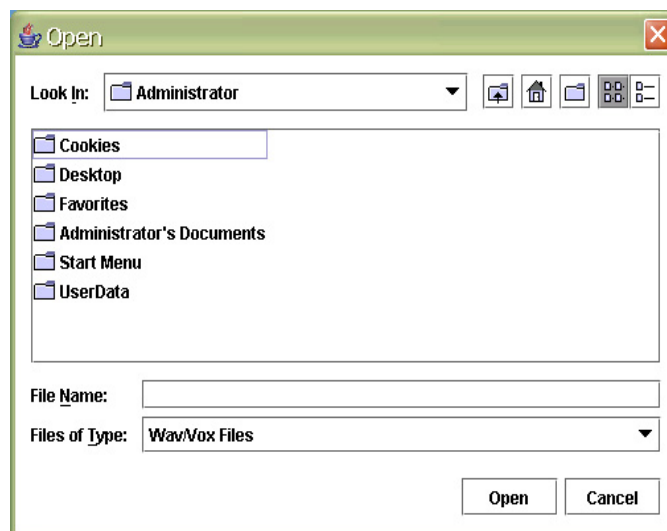 Open
Look In: Administrator
Cookies
Desktop
Favorites
Administrator's Documents
Start Menu
UserData
File Name:
Files of Type: Wav/Vox Files
Open Cancel